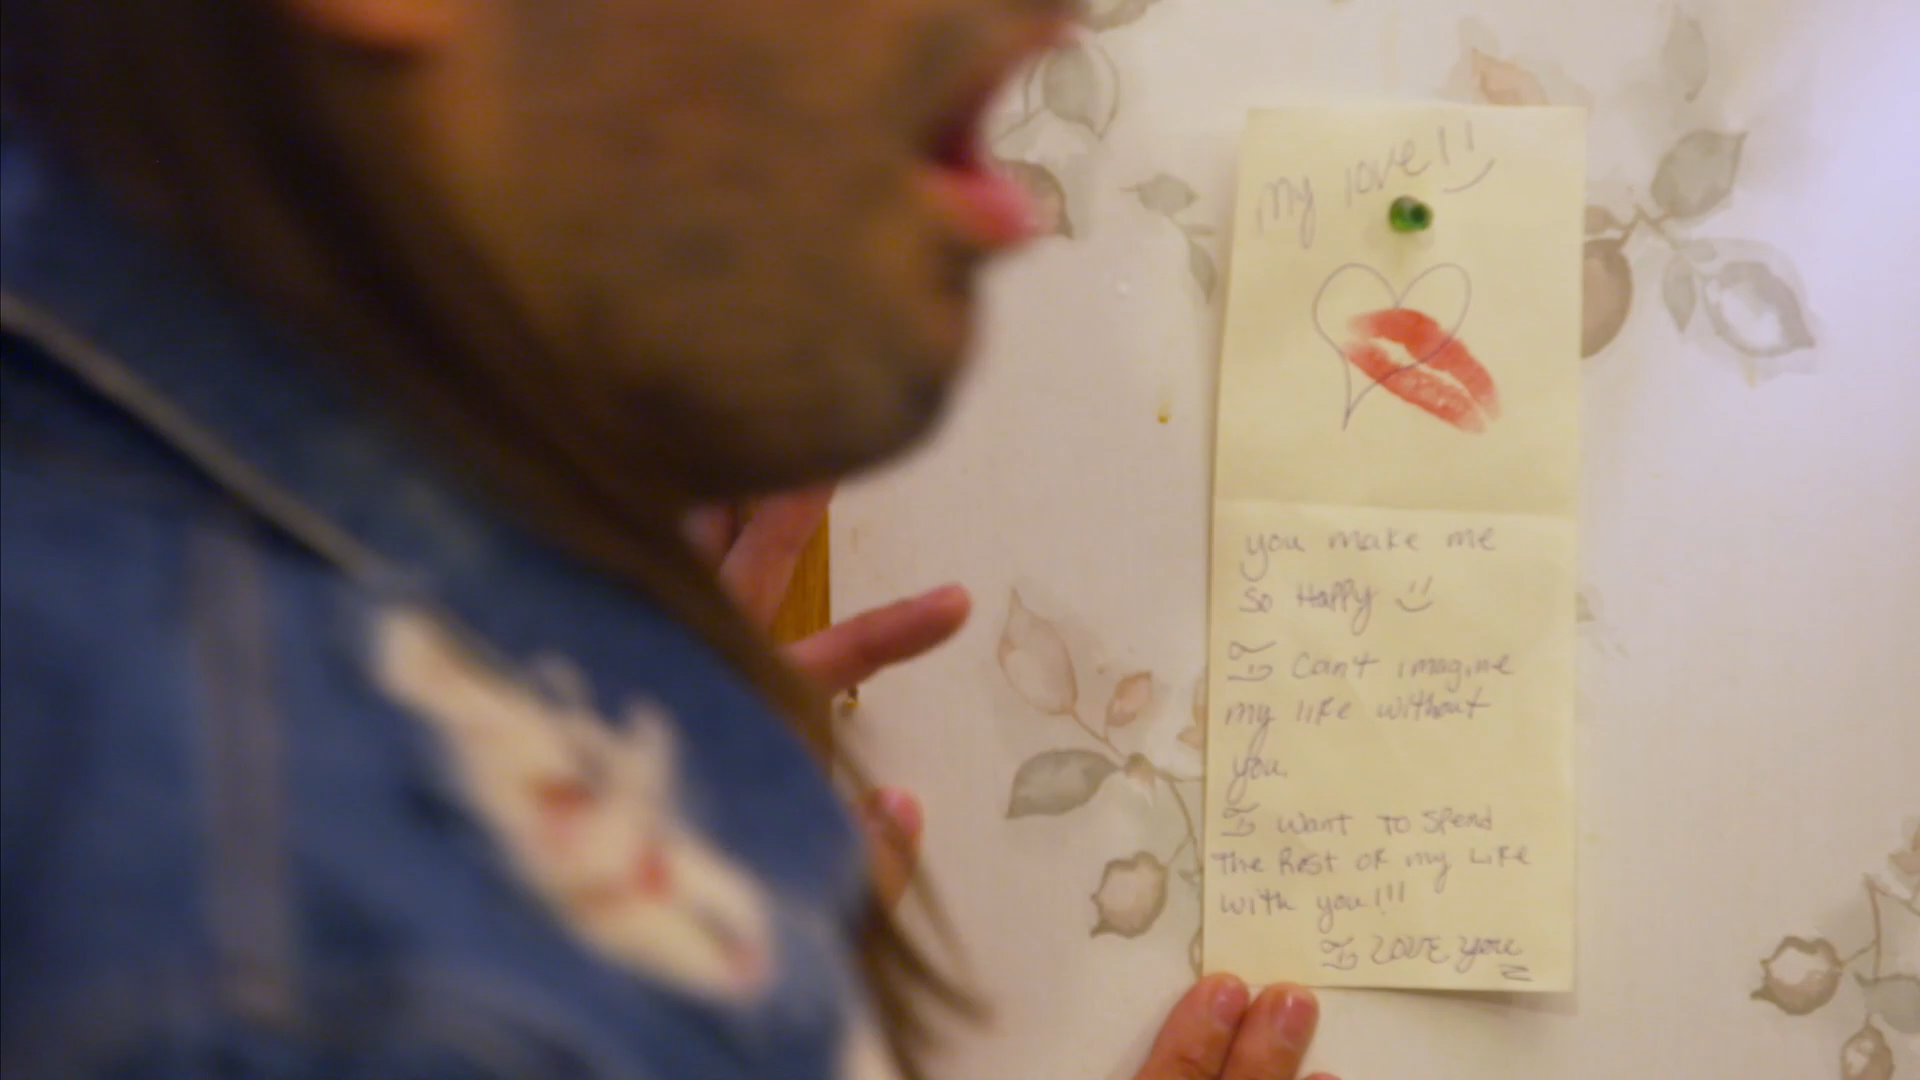 my love!!
you make me
so Happy
I can't imagine
my life without
you.
I want to spend
the Rest of my Life
with you!!!
I LOVE you